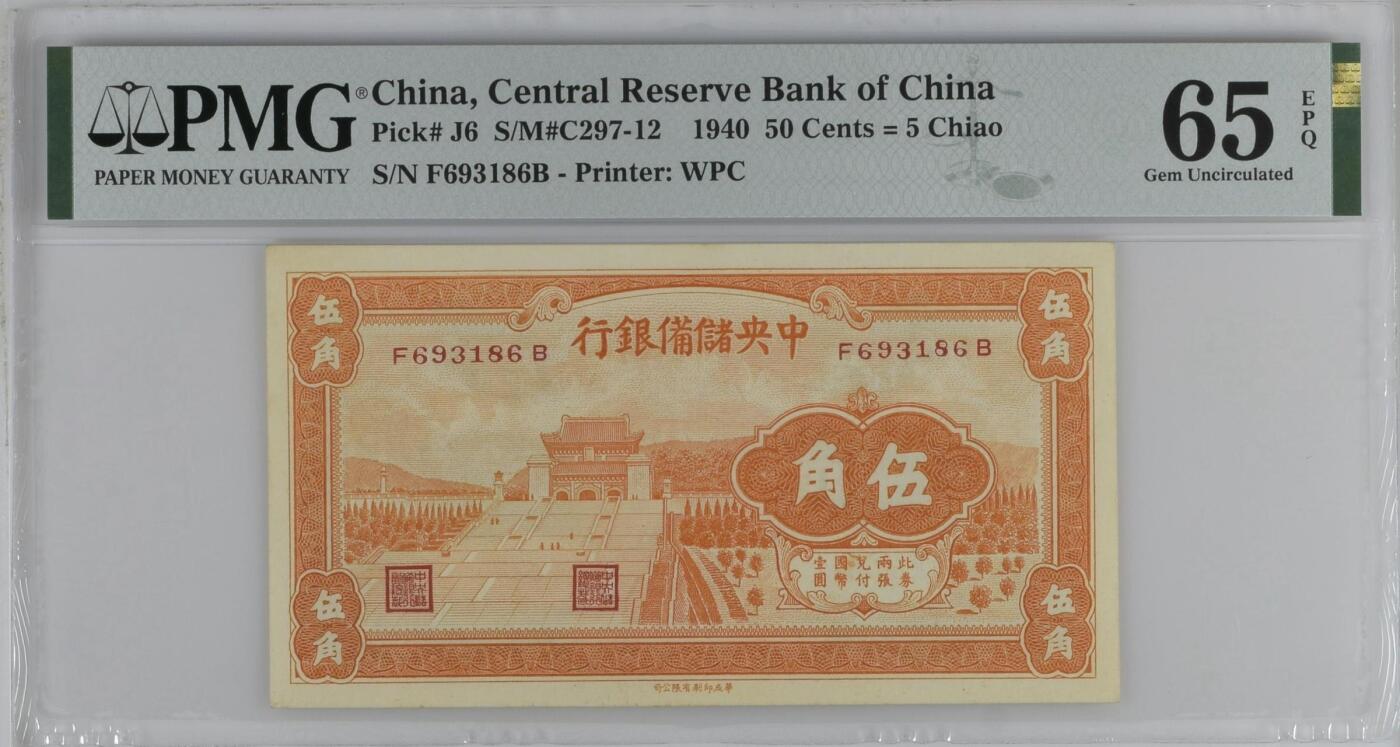 PMG® China, Central Reserve Bank of China
Pick# J6 S/M#C297-12 1940 50 Cents = 5 Chiao
PAPER MONEY GUARANTY S/N F693186B - Printer: WPC
65 EPQ
Gem Uncirculated
伍角
伍角
行銀備儲央中
F693186B
F693186B
角伍
壹國兌兩此
圓幣付張券
伍角
伍角
司公限有刷印成華